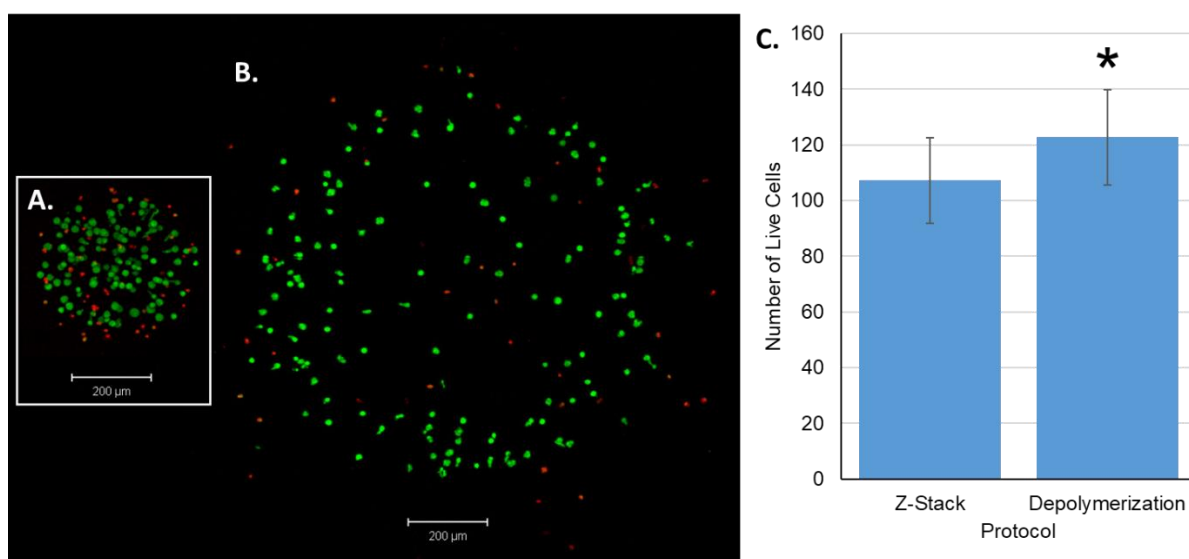 A.
200 µm
B.
200 µm
C.
160
140
120
100
80
60
40
20
0
Number of Live Cells
*
Z-Stack
Depolymerization
Protocol